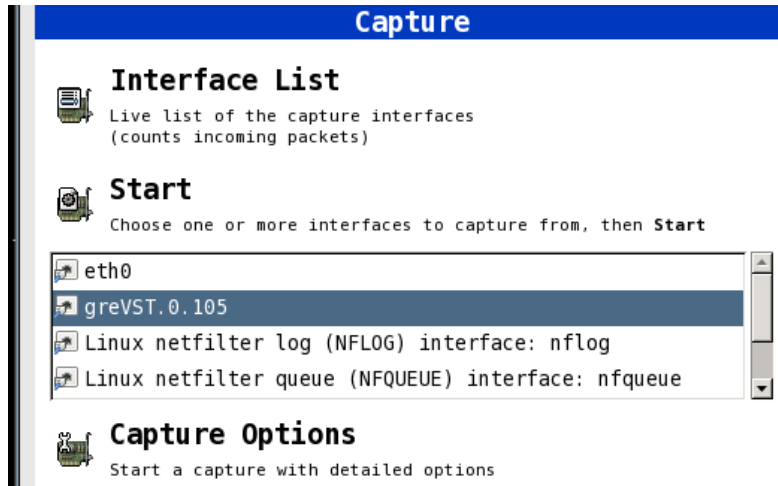 Capture
Interface List
Live list of the capture interfaces
(counts incoming packets)
Start
Choose one or more interfaces to capture from, then Start
eth0
greVST.0.105
Linux netfilter log (NFLOG) interface: nflog
Linux netfilter queue (NFQUEUE) interface: nfqueue
Capture Options
Start a capture with detailed options